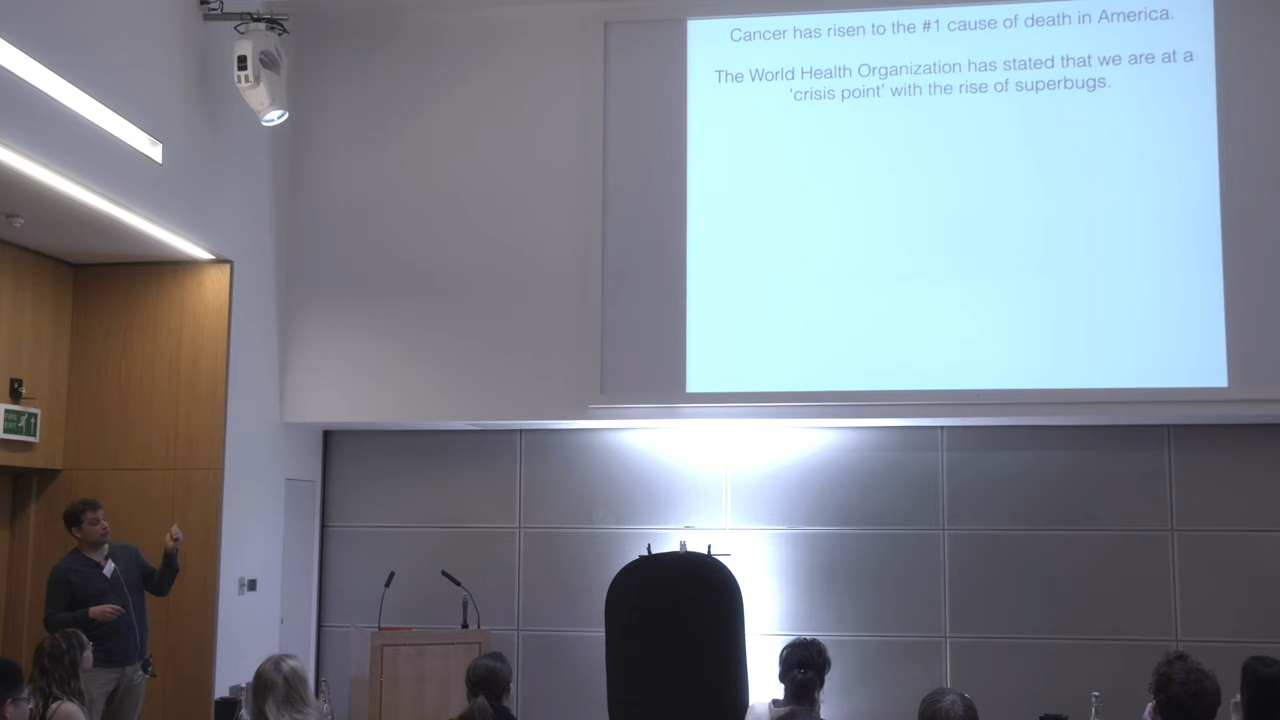 Cancer has risen to the #1 cause of death in America.
The World Health Organization has stated that we are at a
‘crisis point’ with the rise of superbugs.
FIRE
EXIT